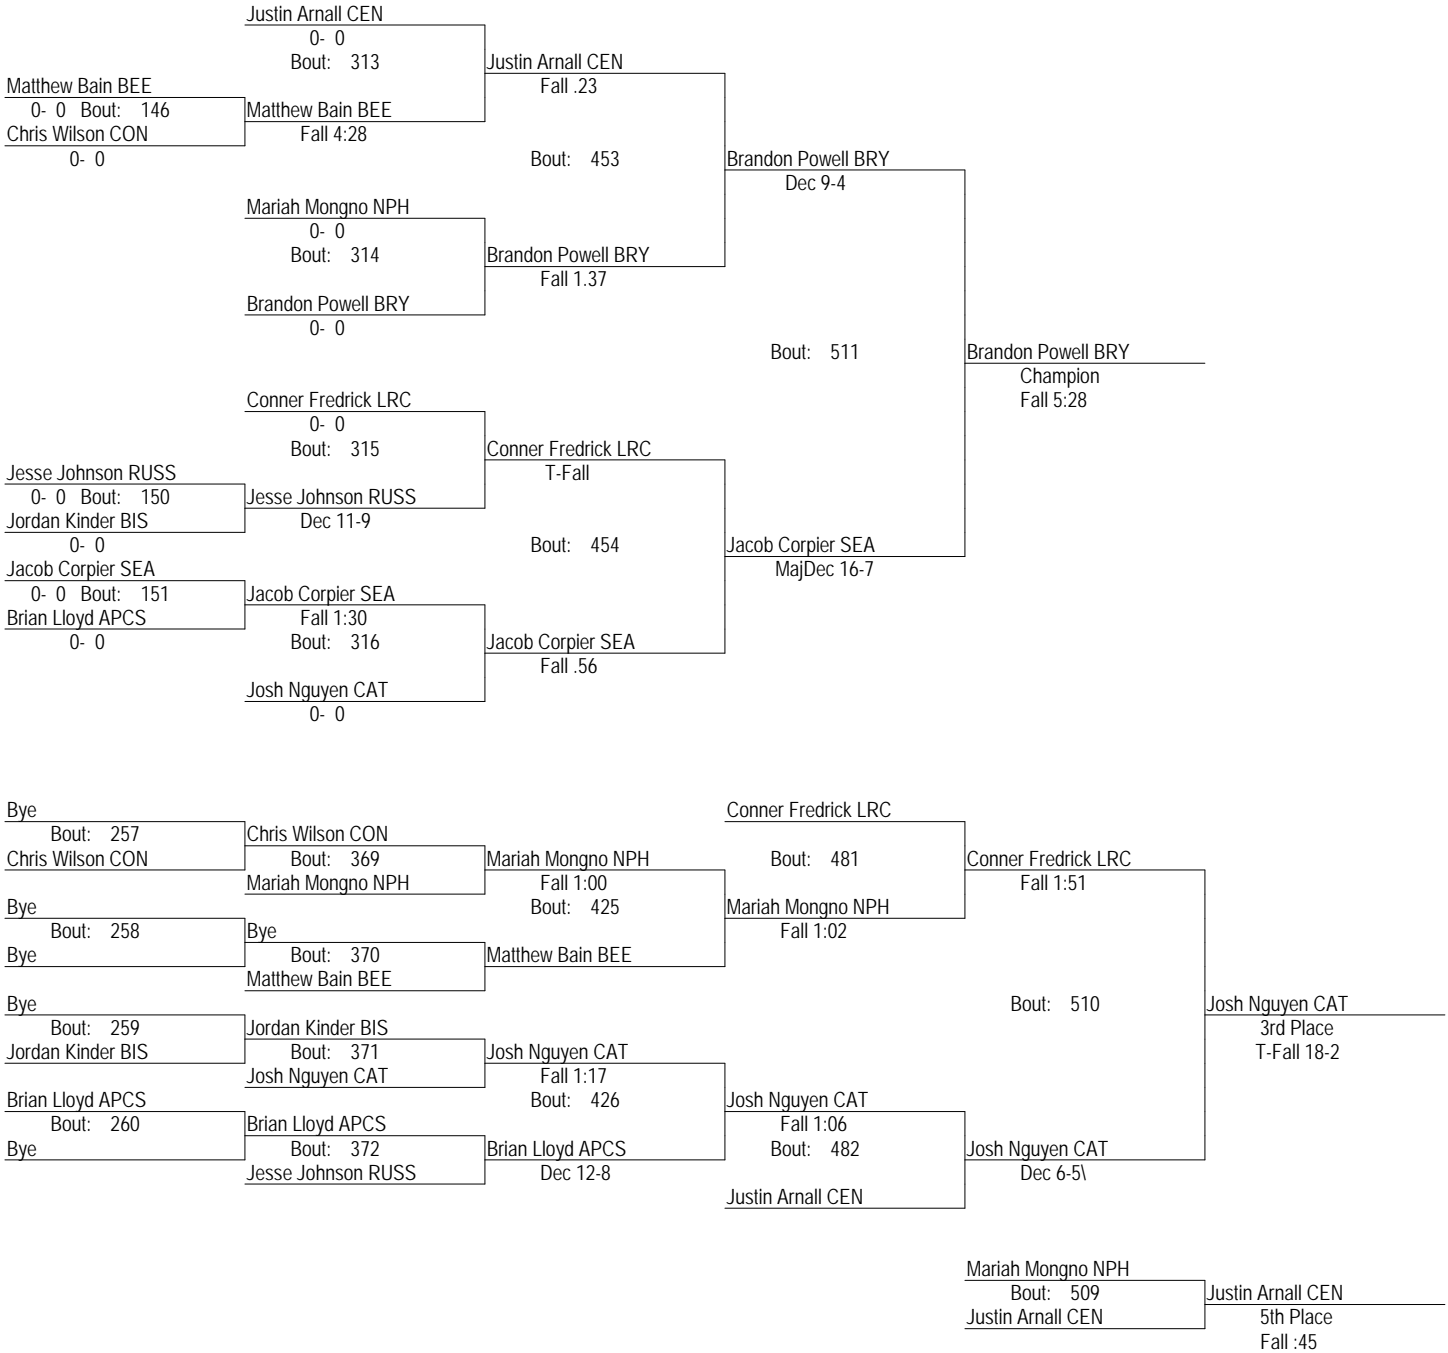 Justin Arnall CEN
0- 0
Bout: 313
Justin Arnall CEN
Fall .23
Matthew Bain BEE
0- 0 Bout: 146
Matthew Bain BEE
Chris Wilson CON
Fall 4:28
0- 0
Bout: 453
Brandon Powell BRY
Dec 9-4
Mariah Mongno NPH
0- 0
Bout: 314
Brandon Powell BRY
Fall 1.37
Brandon Powell BRY
0- 0
Bout: 511
Brandon Powell BRY
Champion
Fall 5:28
Conner Fredrick LRC
0- 0
Bout: 315
Conner Fredrick LRC
T-Fall
Jesse Johnson RUSS
0- 0 Bout: 150
Jesse Johnson RUSS
Jordan Kinder BIS
Dec 11-9
0- 0
Bout: 454
Jacob Corpier SEA
MajDec 16-7
Jacob Corpier SEA
0- 0 Bout: 151
Jacob Corpier SEA
Brian Lloyd APCS
Fall 1:30
0- 0
Bout: 316
Jacob Corpier SEA
Fall .56
Josh Nguyen CAT
0- 0
Bye
Bout: 257
Chris Wilson CON
Chris Wilson CON
Bout: 369
Mariah Mongno NPH
Mariah Mongno NPH
Fall 1:00
Conner Fredrick LRC
Bout: 481
Conner Fredrick LRC
Fall 1:51
Bye
Bout: 258
Bye
Bye
Bout: 370
Matthew Bain BEE
Matthew Bain BEE
Bout: 425
Mariah Mongno NPH
Fall 1:02
Bye
Bout: 259
Jordan Kinder BIS
Jordan Kinder BIS
Bout: 371
Josh Nguyen CAT
Josh Nguyen CAT
Fall 1:17
Bout: 510
Josh Nguyen CAT
3rd Place
T-Fall 18-2
Bout: 426
Brian Lloyd APCS
Bout: 260
Bye
Brian Lloyd APCS
Bout: 372
Jesse Johnson RUSS
Brian Lloyd APCS
Dec 12-8
Josh Nguyen CAT
Fall 1:06
Bout: 482
Justin Arnall CEN
Josh Nguyen CAT
Dec 6-5\
Mariah Mongno NPH
Bout: 509
Justin Arnall CEN
Justin Arnall CEN
5th Place
Fall :45